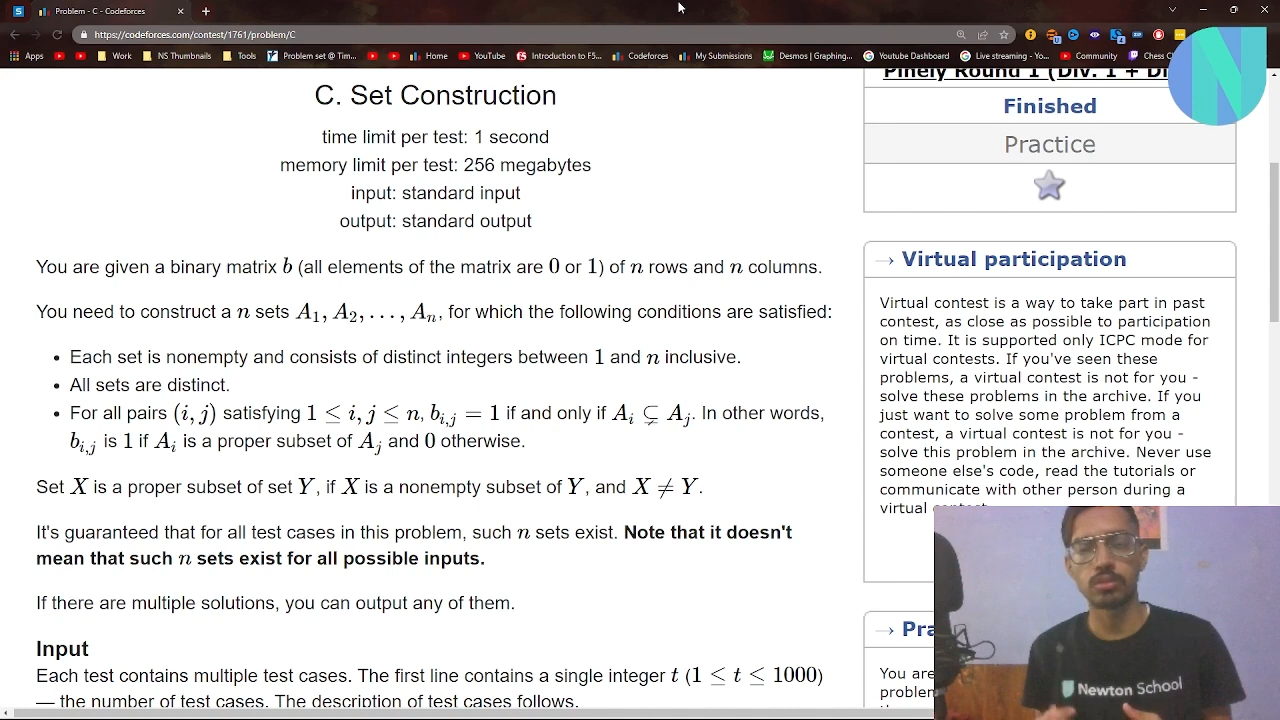 Problem - C - Codeforces
https://codeforces.com/contest/1761/problem/C
Apps
Work
NS Thumbnails
Tools
Problem set @ Tim...
Home
YouTube
Introduction to F5...
Codeforces
My Submissions
Desmos | Graphing...
Youtube Dashboard
Live streaming - Yo...
Community
Chess
C. Set Construction
time limit per test: 1 second
memory limit per test: 256 megabytes
input: standard input
output: standard output
You are given a binary matrix b (all elements of the matrix are 0 or 1) of n rows and n columns.
You need to construct a n sets A₁, A₂, …, Aₙ, for which the following conditions are satisfied:
• Each set is nonempty and consists of distinct integers between 1 and n inclusive.
• All sets are distinct.
• For all pairs (i, j) satisfying 1 ≤ i, j ≤ n, b_{i,j} = 1 if and only if A_i ⊊ A_j. In other words,
b_{i,j} is 1 if A_i is a proper subset of A_j and 0 otherwise.
Set X is a proper subset of set Y, if X is a nonempty subset of Y, and X ≠ Y.
It's guaranteed that for all test cases in this problem, such n sets exist. Note that it doesn't
mean that such n sets exist for all possible inputs.
If there are multiple solutions, you can output any of them.
Input
Each test contains multiple test cases. The first line contains a single integer t (1 ≤ t ≤ 1000)
— the number of test cases. The description of test cases follows.
Pinely Round 1 (Div. 1 + Di
Finished
Practice
→ Virtual participation
Virtual contest is a way to take part in past
contest, as close as possible to participation
on time. It is supported only ICPC mode for
virtual contests. If you've seen these
problems, a virtual contest is not for you -
solve these problems in the archive. If you
just want to solve some problem from a
contest, a virtual contest is not for you -
solve this problem in the archive. Never use
someone else's code, read the tutorials or
communicate with other person during a
virtual contest.
→ Pra
You are
problem
Newton School